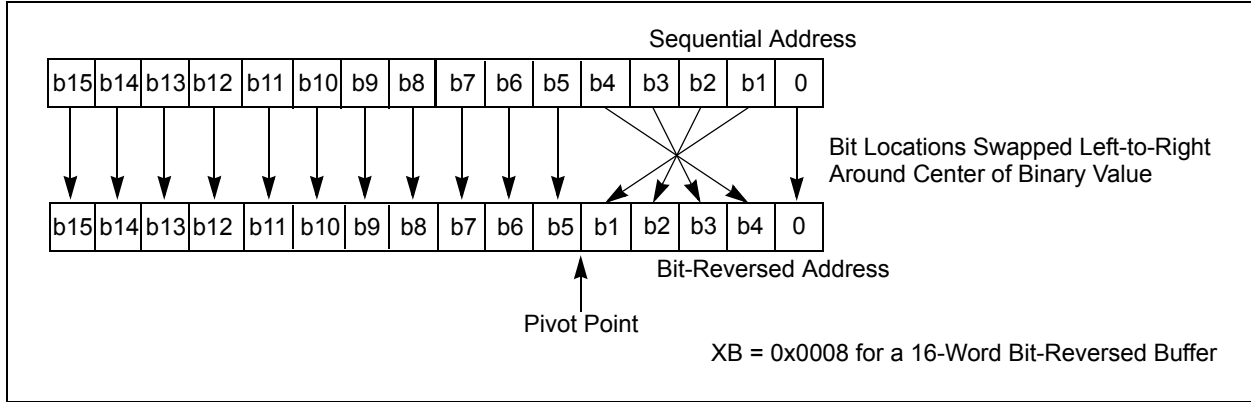 Sequential Address
b15 b14 b13 b12 b11 b10 b9 b8 b7 b6 b5 b4 b3 b2 b1 0
Bit Locations Swapped Left-to-Right
Around Center of Binary Value
b15 b14 b13 b12 b11 b10 b9 b8 b7 b6 b5 b1 b2 b3 b4 0
Bit-Reversed Address
Pivot Point
XB = 0x0008 for a 16-Word Bit-Reversed Buffer